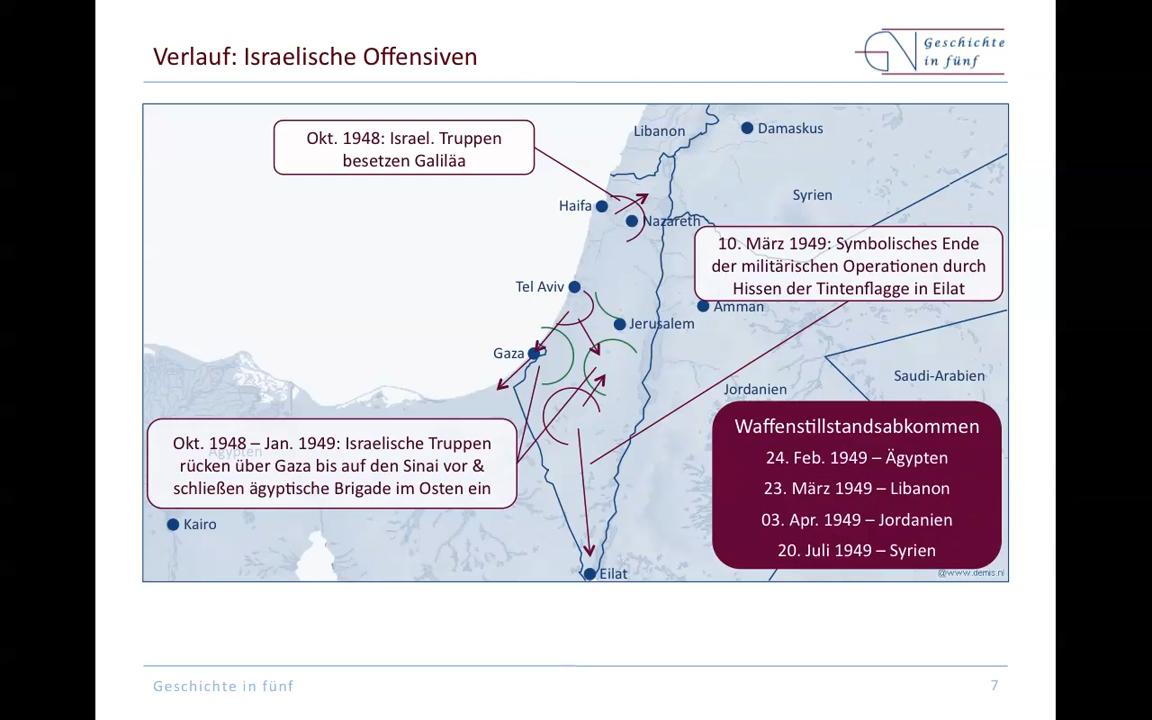 Verlauf: Israelische Offensiven
Geschichte
in fünf
Okt. 1948: Israel. Truppen
besetzen Galiläa
Libanon
Damaskus
Syrien
Haifa
Nazareth
10. März 1949: Symbolisches Ende
der militärischen Operationen durch
Hissen der Tintenflagge in Eilat
Tel Aviv
Amman
Jerusalem
Gaza
Saudi-Arabien
Jordanien
Okt. 1948 – Jan. 1949: Israelische Truppen
rücken über Gaza bis auf den Sinai vor &
schließen ägyptische Brigade im Osten ein
Ägypten
Waffenstillstandsabkommen
24. Feb. 1949 – Ägypten
23. März 1949 – Libanon
03. Apr. 1949 – Jordanien
20. Juli 1949 – Syrien
Kairo
Eilat
@www.demis.nl
Geschichte in fünf
7